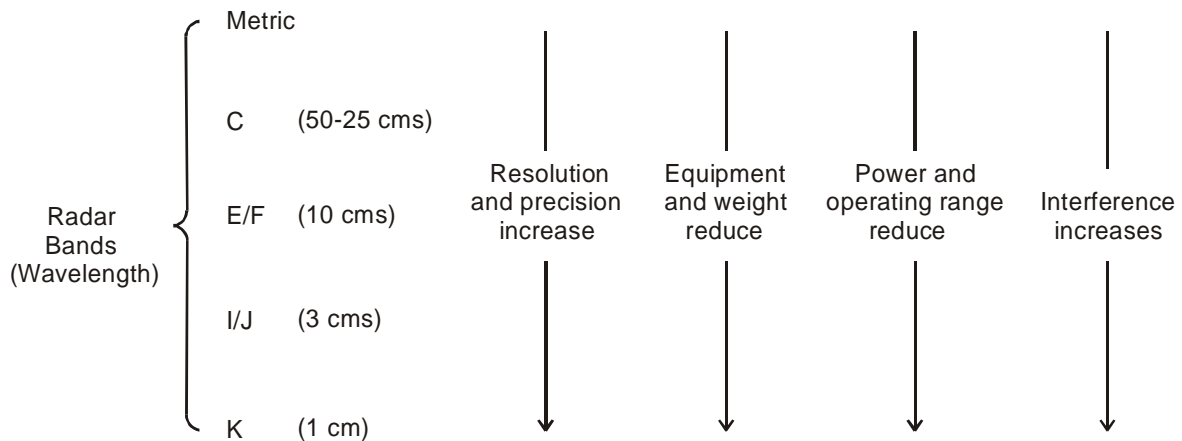 Metric
C (50-25 cms)
E/F (10 cms)
I/J (3 cms)
K (1 cm)
Radar
Bands
(Wavelength)
Resolution
and precision
increase
Equipment
and weight
reduce
Power and
operating range
reduce
Interference
increases